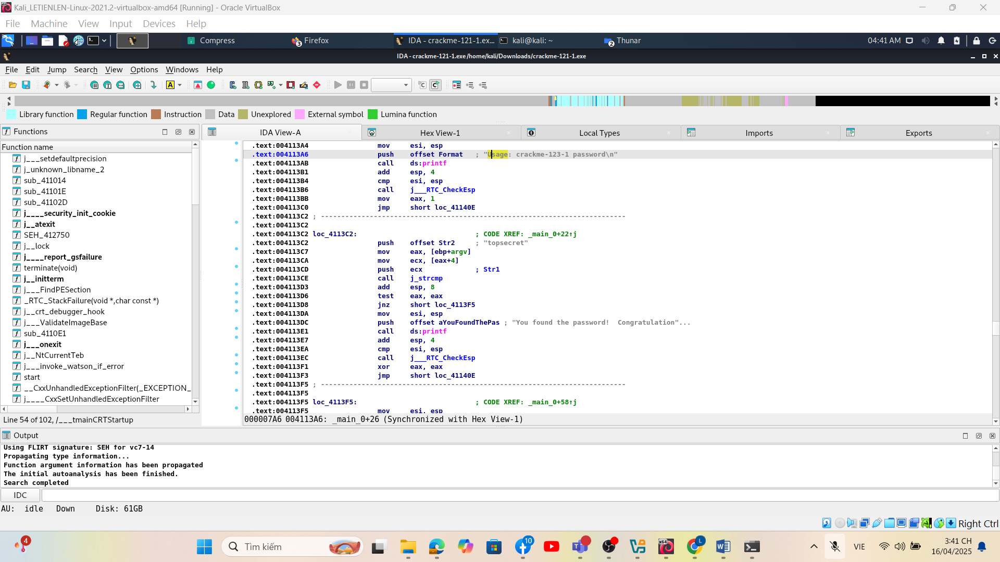 Kali_LETIENLEN-Linux-2021.2-virtualbox-amd64 [Running] - Oracle VirtualBox
File Machine View Input Devices Help
Compress 3 Firefox IDA - crackme-121-1.ex... kali@kali: ~ 2 Thunar 04:41 AM
IDA - crackme-121-1.exe /home/kali/Downloads/crackme-121-1.exe
File Edit Jump Search View Options Windows Help
Library function Regular function Instruction Data Unexplored External symbol Lumina function
Functions
IDA View-A Hex View-1 Local Types Imports Exports
Function name
j___setdefaultprecision
j_unknown_libname_2
sub_411014
sub_41101E
sub_41102D
j____security_init_cookie
j__atexit
SEH_412750
j__lock
j____report_gsfailure
terminate(void)
j__initterm
j___FindPESection
_RTC_StackFailure(void *,char const *)
j__crt_debugger_hook
j___ValidateImageBase
sub_4110E1
j___onexit
j__NtCurrentTeb
j___invoke_watson_if_error
start
__CxxUnhandledExceptionFilter(_EXCEPTION_
j____CxxSetUnhandledExceptionFilter
Line 54 of 102, /___tmainCRTStartup
.text:004113A4 mov esi, esp
.text:004113A6 push offset Format ; "Usage: crackme-123-1 password\n"
.text:004113AB call ds:printf
.text:004113B1 add esp, 4
.text:004113B4 cmp esi, esp
.text:004113B6 call j___RTC_CheckEsp
.text:004113BB mov eax, 1
.text:004113C0 jmp short loc_41140E
.text:004113C2 ; ---------------------------------------------------------------------------
.text:004113C2
.text:004113C2 loc_4113C2: ; CODE XREF: _main_0+22↑j
.text:004113C2 push offset Str2 ; "topsecret"
.text:004113C7 mov eax, [ebp+argv]
.text:004113CA mov ecx, [eax+4]
.text:004113CD push ecx ; Str1
.text:004113CE call j_strcmp
.text:004113D3 add esp, 8
.text:004113D6 test eax, eax
.text:004113D8 jnz short loc_4113F5
.text:004113DA mov esi, esp
.text:004113DC push offset aYouFoundThePas ; "You found the password!  Congratulation"...
.text:004113E1 call ds:printf
.text:004113E7 add esp, 4
.text:004113EA cmp esi, esp
.text:004113EC call j___RTC_CheckEsp
.text:004113F1 xor eax, eax
.text:004113F3 jmp short loc_41140E
.text:004113F5 ; ---------------------------------------------------------------------------
.text:004113F5
.text:004113F5 loc_4113F5: ; CODE XREF: _main_0+58↑j
.text:004113F5 mov esi, esp
000007A6 004113A6: _main_0+26 (Synchronized with Hex View-1)
Output
Using FLIRT signature: SEH for vc7-14
Propagating type information...
Function argument information has been propagated
The initial autoanalysis has been finished.
Search completed
IDC
AU: idle Down Disk: 61GB
Right Ctrl
4
Tìm kiếm
10
x64
L
VIE
3:41 CH
16/04/2025